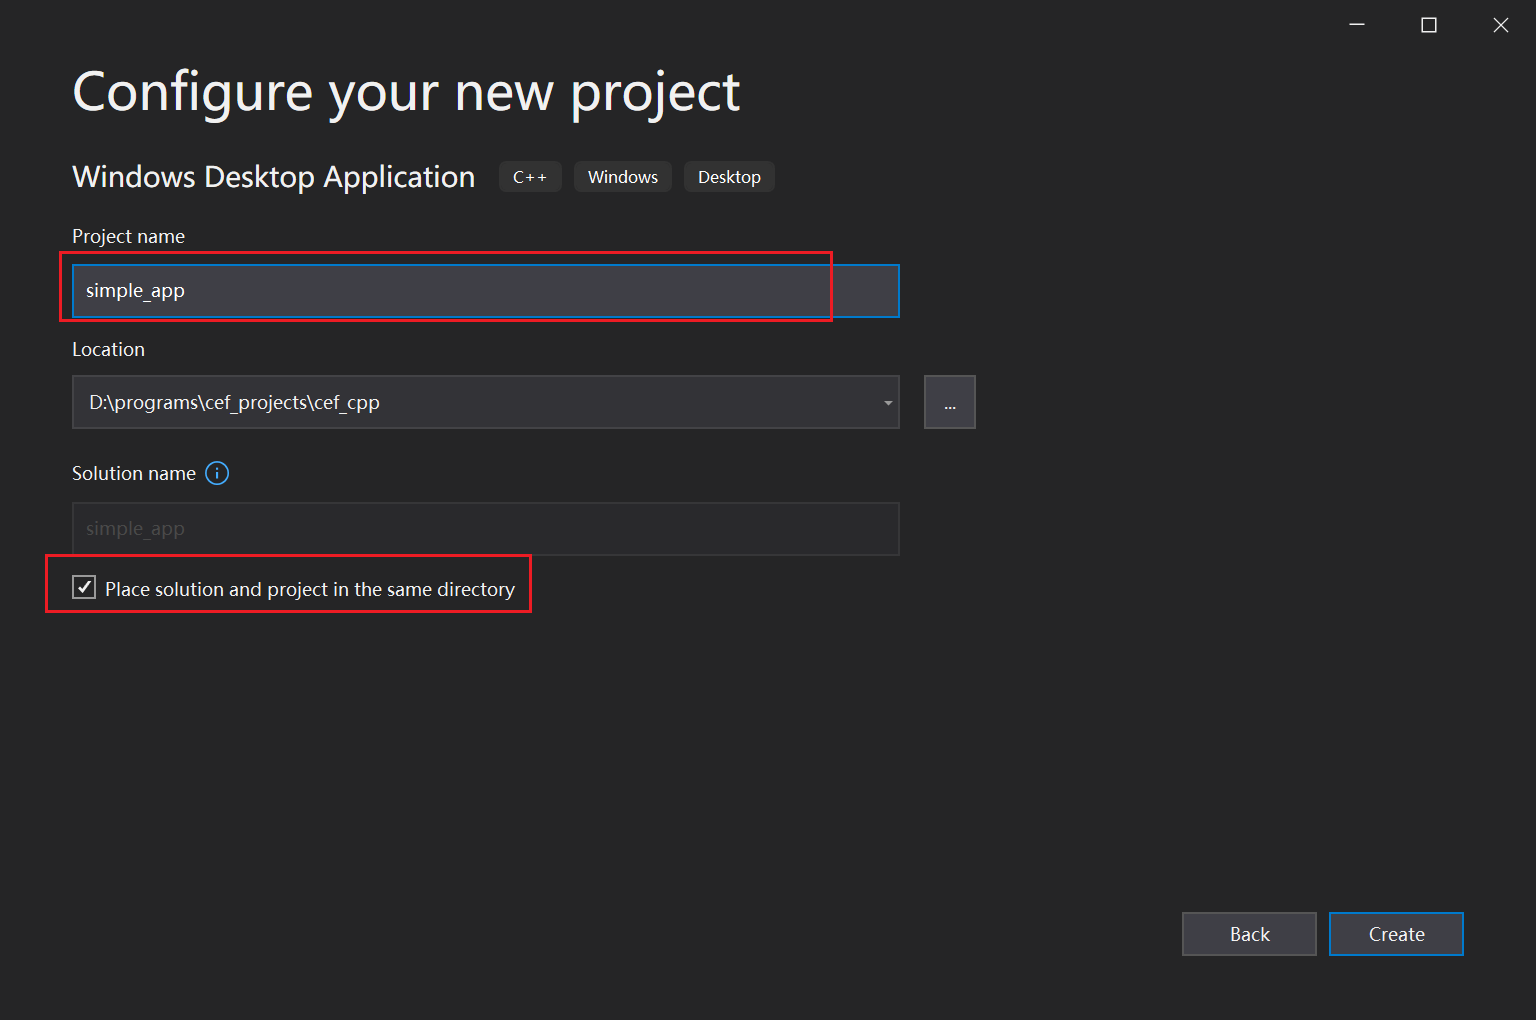 Configure your new project
Windows Desktop Application C++ Windows Desktop
Project name
simple_app
Location
D:\programs\cef_projects\cef_cpp ...
Solution name
simple_app
Place solution and project in the same directory
Back Create